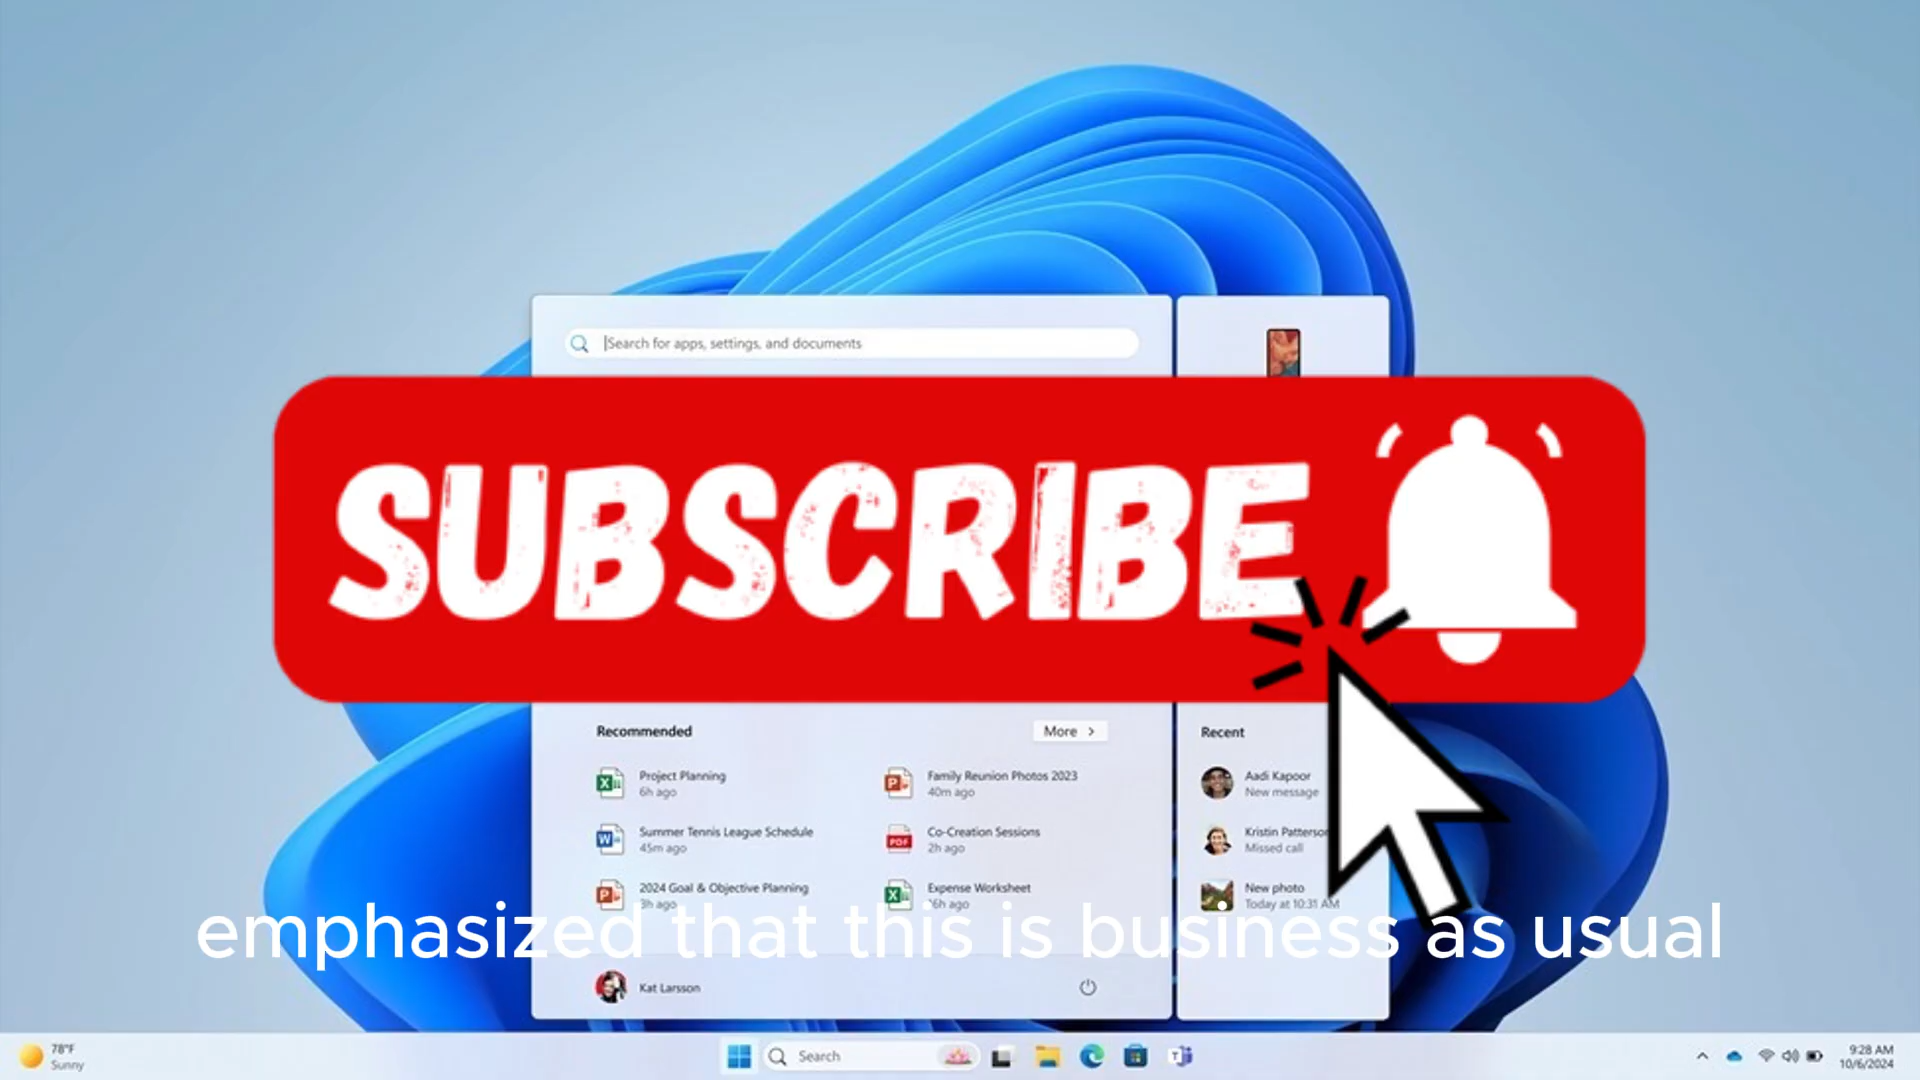 Search for apps, settings, and documents
SUBSCRIBE
Recommended
More
Recent
Project Planning
6h ago
Family Reunion Photos 2023
40m ago
Aadi Kapoor
New message
Summer Tennis League Schedule
45m ago
Co-Creation Sessions
2h ago
Kristin Patterson
Missed call
2024 Goal & Objective Planning
3h ago
Expense Worksheet
16h ago
New photo
Today at 10:31 AM
emphasized that this is business as usual
Kat Larsson
78°F
Sunny
Search
9:28 AM
10/6/2024